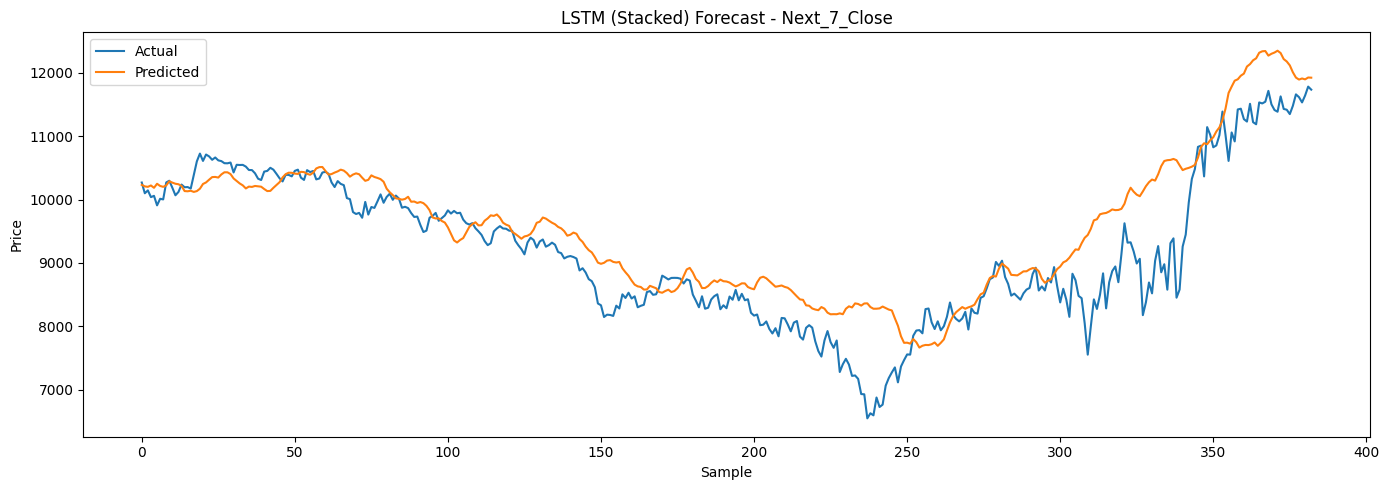 LSTM (Stacked) Forecast - Next_7_Close
Actual
Predicted
Price
12000
11000
10000
9000
8000
7000
0 50 100 150 200 250 300 350 400
Sample